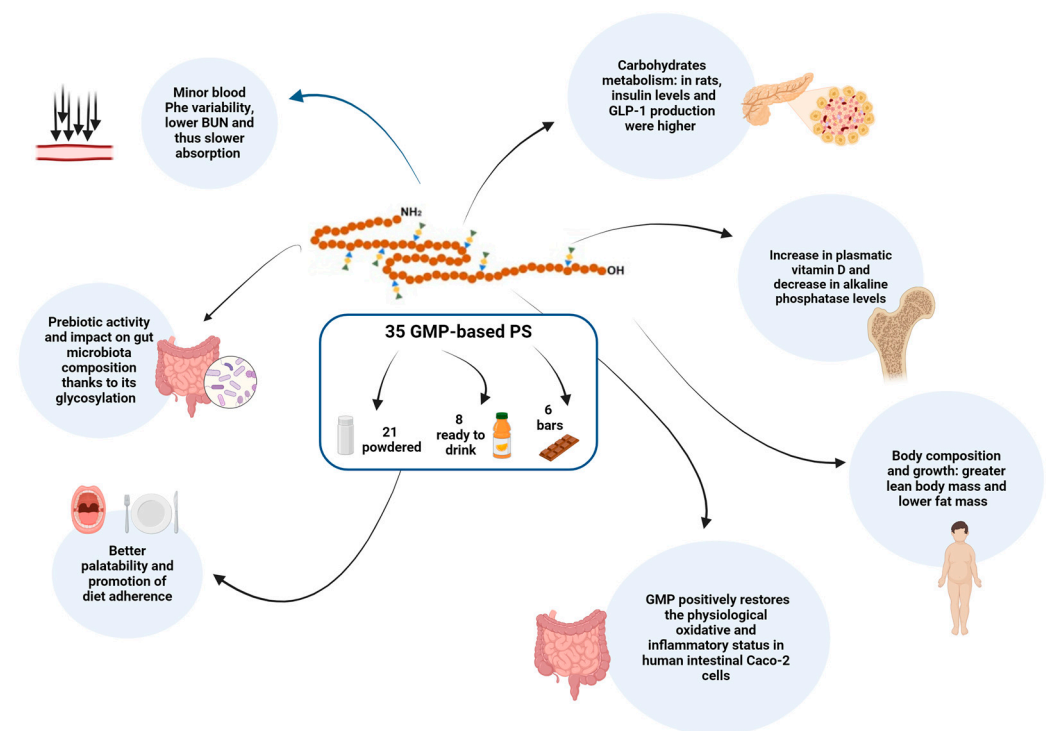 Minor blood
Phe variability,
lower BUN and
thus slower
absorption
Carbohydrates
metabolism: in rats,
insulin levels and
GLP-1 production
were higher
NH₂
OH
Increase in plasmatic
vitamin D and
decrease in alkaline
phosphatase levels
Prebiotic activity
and impact on gut
microbiota
composition
thanks to its
glycosylation
35 GMP-based PS
21
powdered
8
ready to
drink
6
bars
Body composition
and growth: greater
lean body mass and
lower fat mass
Better
palatability and
promotion of
diet adherence
GMP positively restores
the physiological
oxidative and
inflammatory status in
human intestinal Caco-2
cells